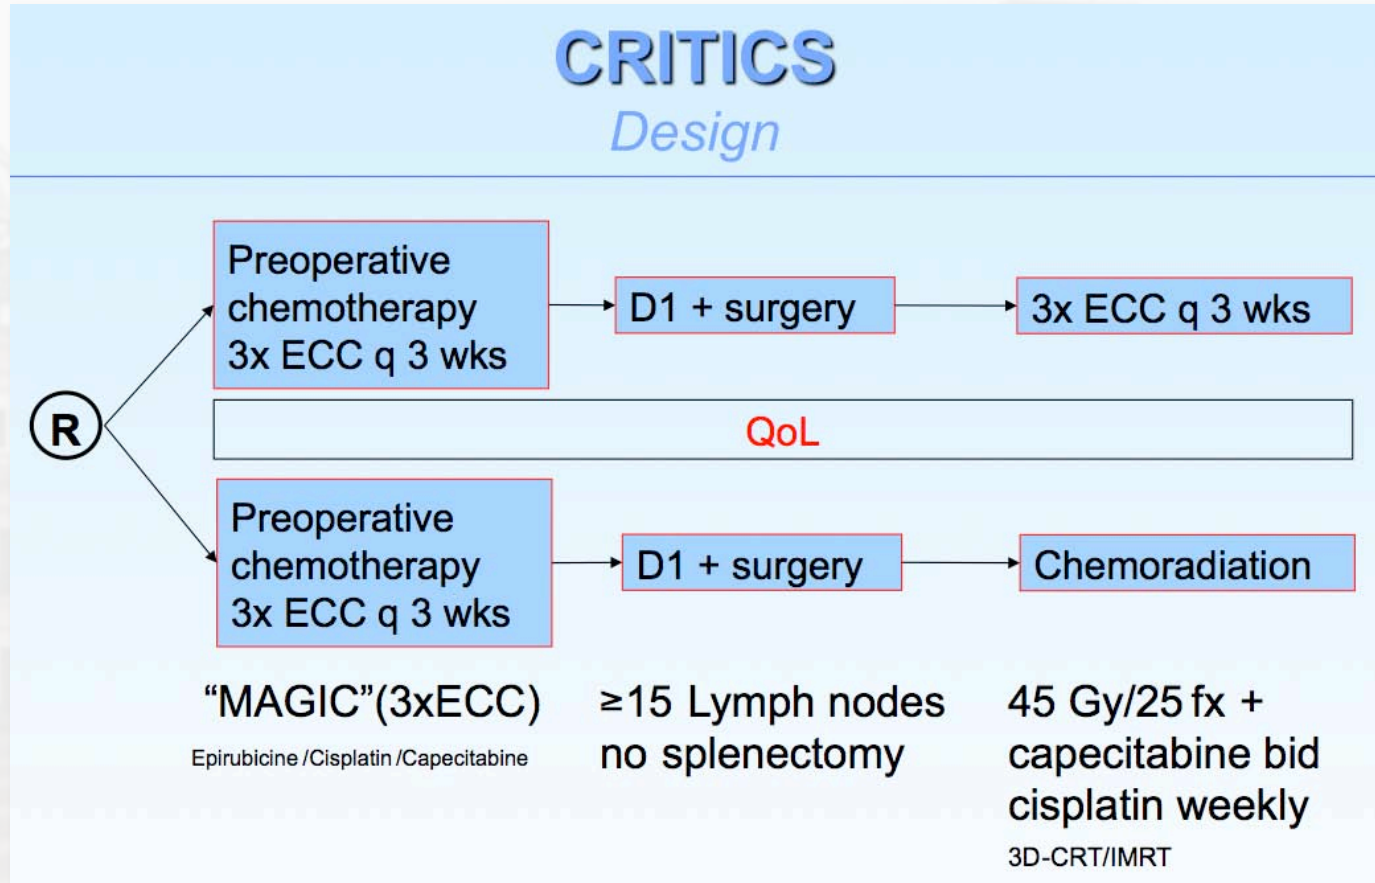 CRITICS
Design
Preoperative
chemotherapy
3x ECC q 3 wks
D1 + surgery
3x ECC q 3 wks
R
QoL
Preoperative
chemotherapy
3x ECC q 3 wks
D1 + surgery
Chemoradiation
“MAGIC”(3xECC)
Epirubicine/Cisplatin/Capecitabine
≥15 Lymph nodes
no splenectomy
45 Gy/25 fx +
capecitabine bid
cisplatin weekly
3D-CRT/IMRT